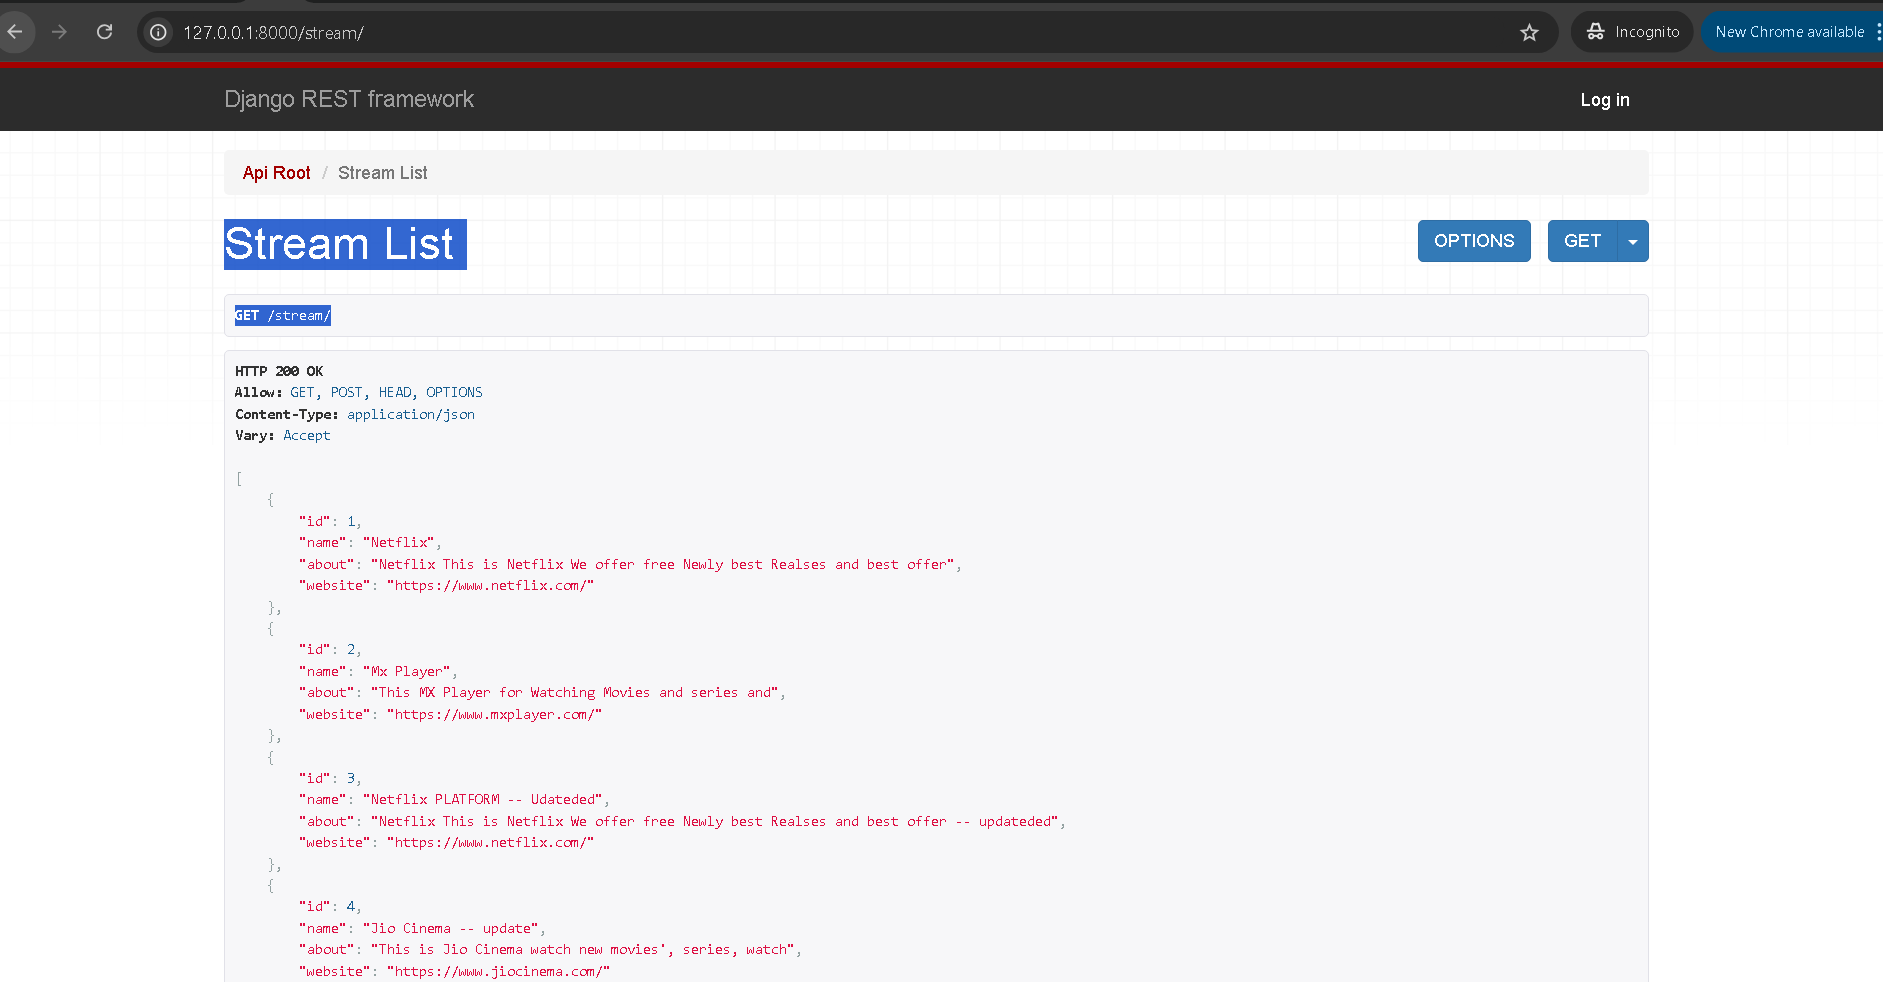 127.0.0.1:8000/stream/
Incognito
New Chrome available
Django REST framework
Log in
Api Root / Stream List
Stream List
OPTIONS
GET
GET /stream/
HTTP 200 OK
Allow: GET, POST, HEAD, OPTIONS
Content-Type: application/json
Vary: Accept
[
    {
        "id": 1,
        "name": "Netflix",
        "about": "Netflix This is Netflix We offer free Newly best Realses and best offer",
        "website": "https://www.netflix.com/"
    },
    {
        "id": 2,
        "name": "Mx Player",
        "about": "This MX Player for Watching Movies and series and",
        "website": "https://www.mxplayer.com/"
    },
    {
        "id": 3,
        "name": "Netflix PLATFORM -- Udateded",
        "about": "Netflix This is Netflix We offer free Newly best Realses and best offer -- updateded",
        "website": "https://www.netflix.com/"
    },
    {
        "id": 4,
        "name": "Jio Cinema -- update",
        "about": "This is Jio Cinema watch new movies', series, watch",
        "website": "https://www.jiocinema.com/"